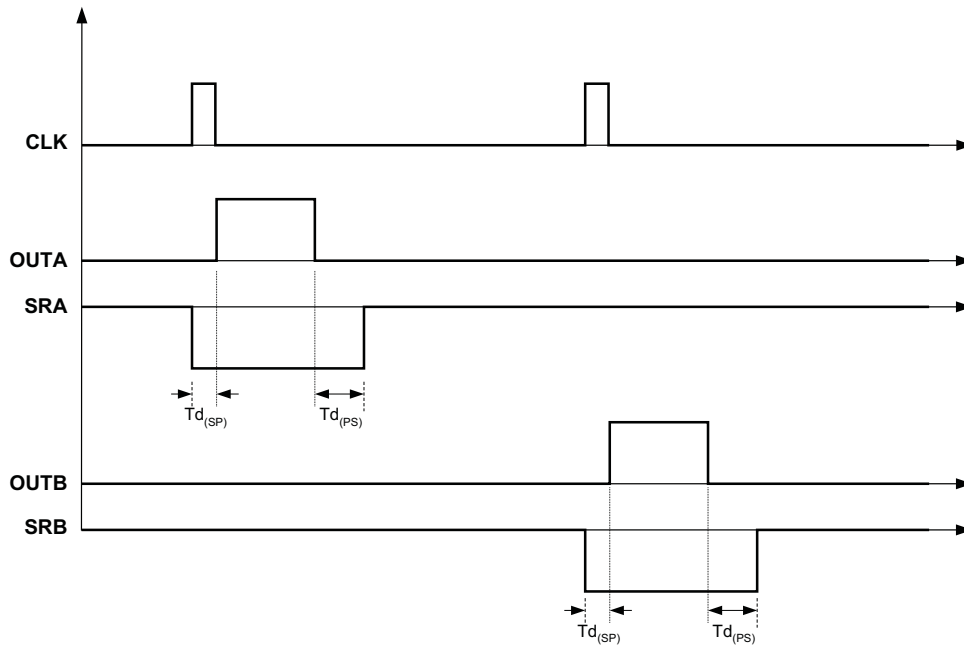 CLK
OUTA
SRA
Td(SP) Td(PS)
OUTB
SRB
Td(SP) Td(PS)